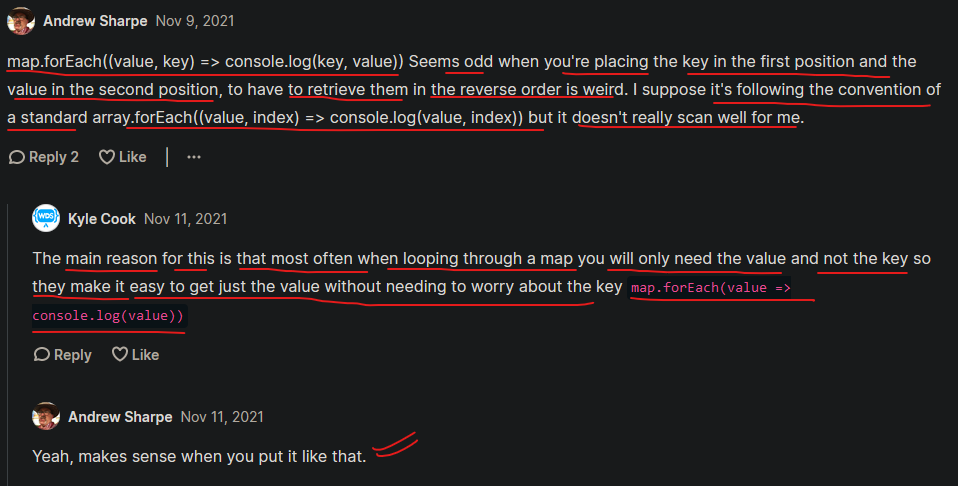 Andrew Sharpe Nov 9, 2021
map.forEach((value, key) => console.log(key, value)) Seems odd when you're placing the key in the first position and the
value in the second position, to have to retrieve them in the reverse order is weird. I suppose it's following the convention of
a standard array.forEach((value, index) => console.log(value, index)) but it doesn't really scan well for me.
Reply 2 Like ...
WDS
Kyle Cook Nov 11, 2021
The main reason for this is that most often when looping through a map you will only need the value and not the key so
they make it easy to get just the value without needing to worry about the key map.forEach(value =>
console.log(value))
Reply Like
Andrew Sharpe Nov 11, 2021
Yeah, makes sense when you put it like that.